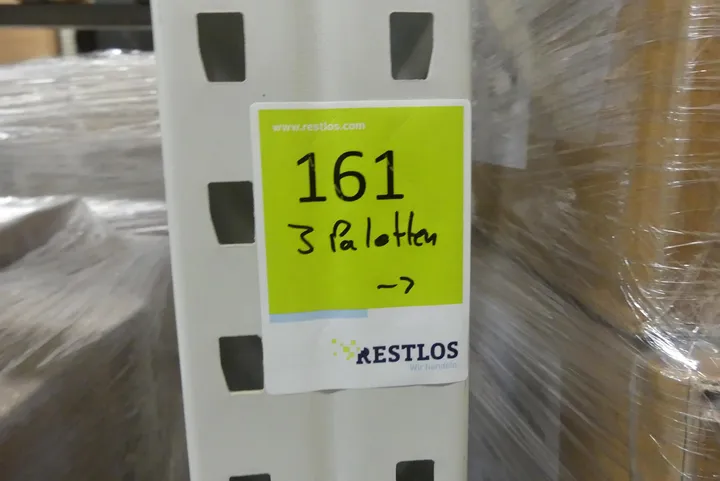 www.restlos.com
161
3 Paletten
->
RESTLOS
Wir handeln.